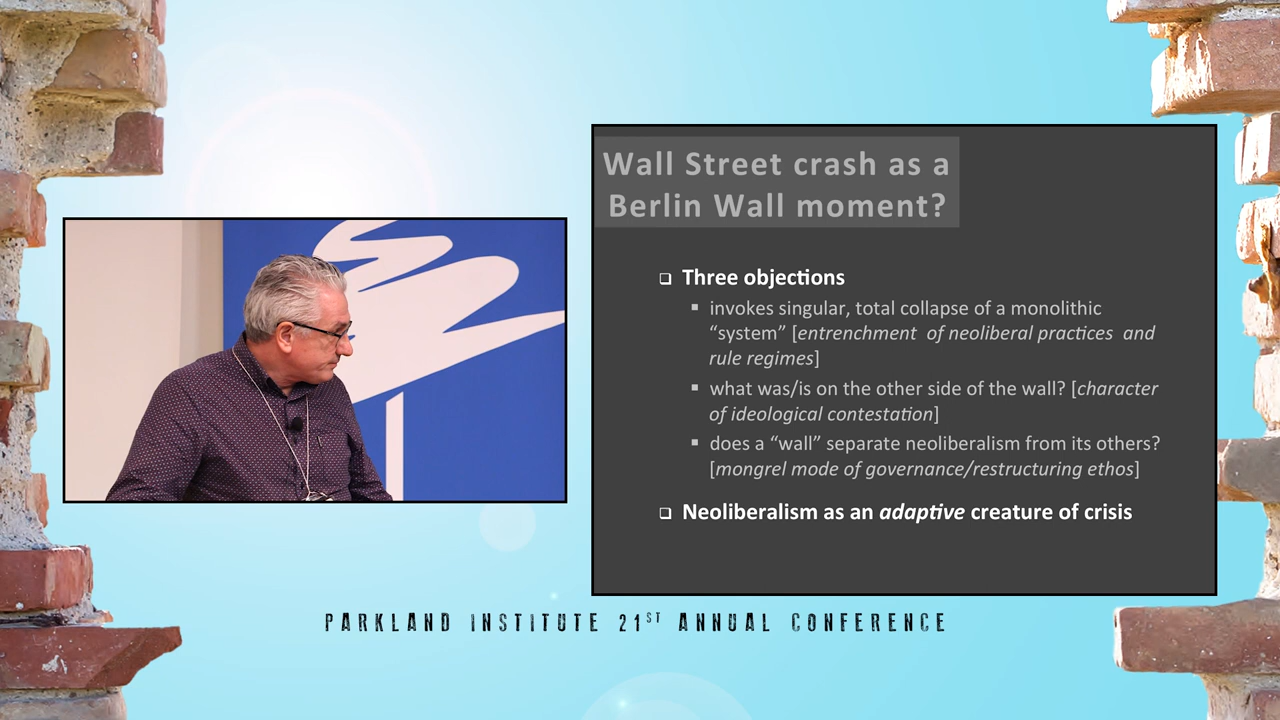 Wall Street crash as a
Berlin Wall moment?
❑ Three objections
▪ invokes singular, total collapse of a monolithic
“system” [entrenchment of neoliberal practices and
rule regimes]
▪ what was/is on the other side of the wall? [character
of ideological contestation]
▪ does a “wall” separate neoliberalism from its others?
[mongrel mode of governance/restructuring ethos]
❑ Neoliberalism as an adaptive creature of crisis
PARKLAND INSTITUTE 21ST ANNUAL CONFERENCE